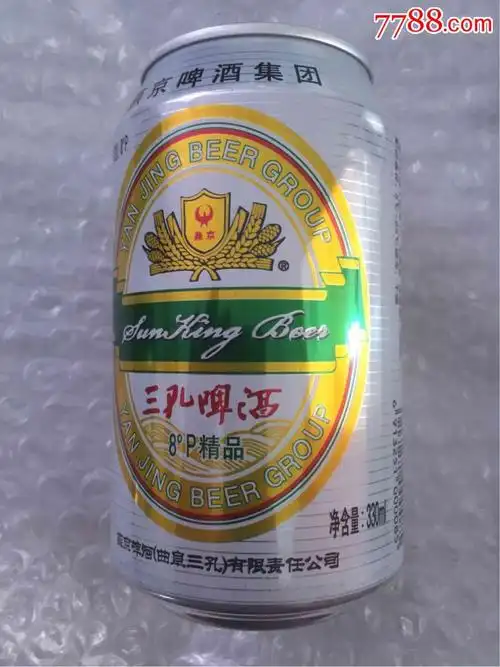 7788.com
燕京啤酒集团
YAN JING BEER GROUP
燕京
®
SunKing Beer
三孔啤酒
8°P精品
YAN JING BEER GROUP
净含量:330ml
燕京啤酒(曲阜三孔)有限责任公司